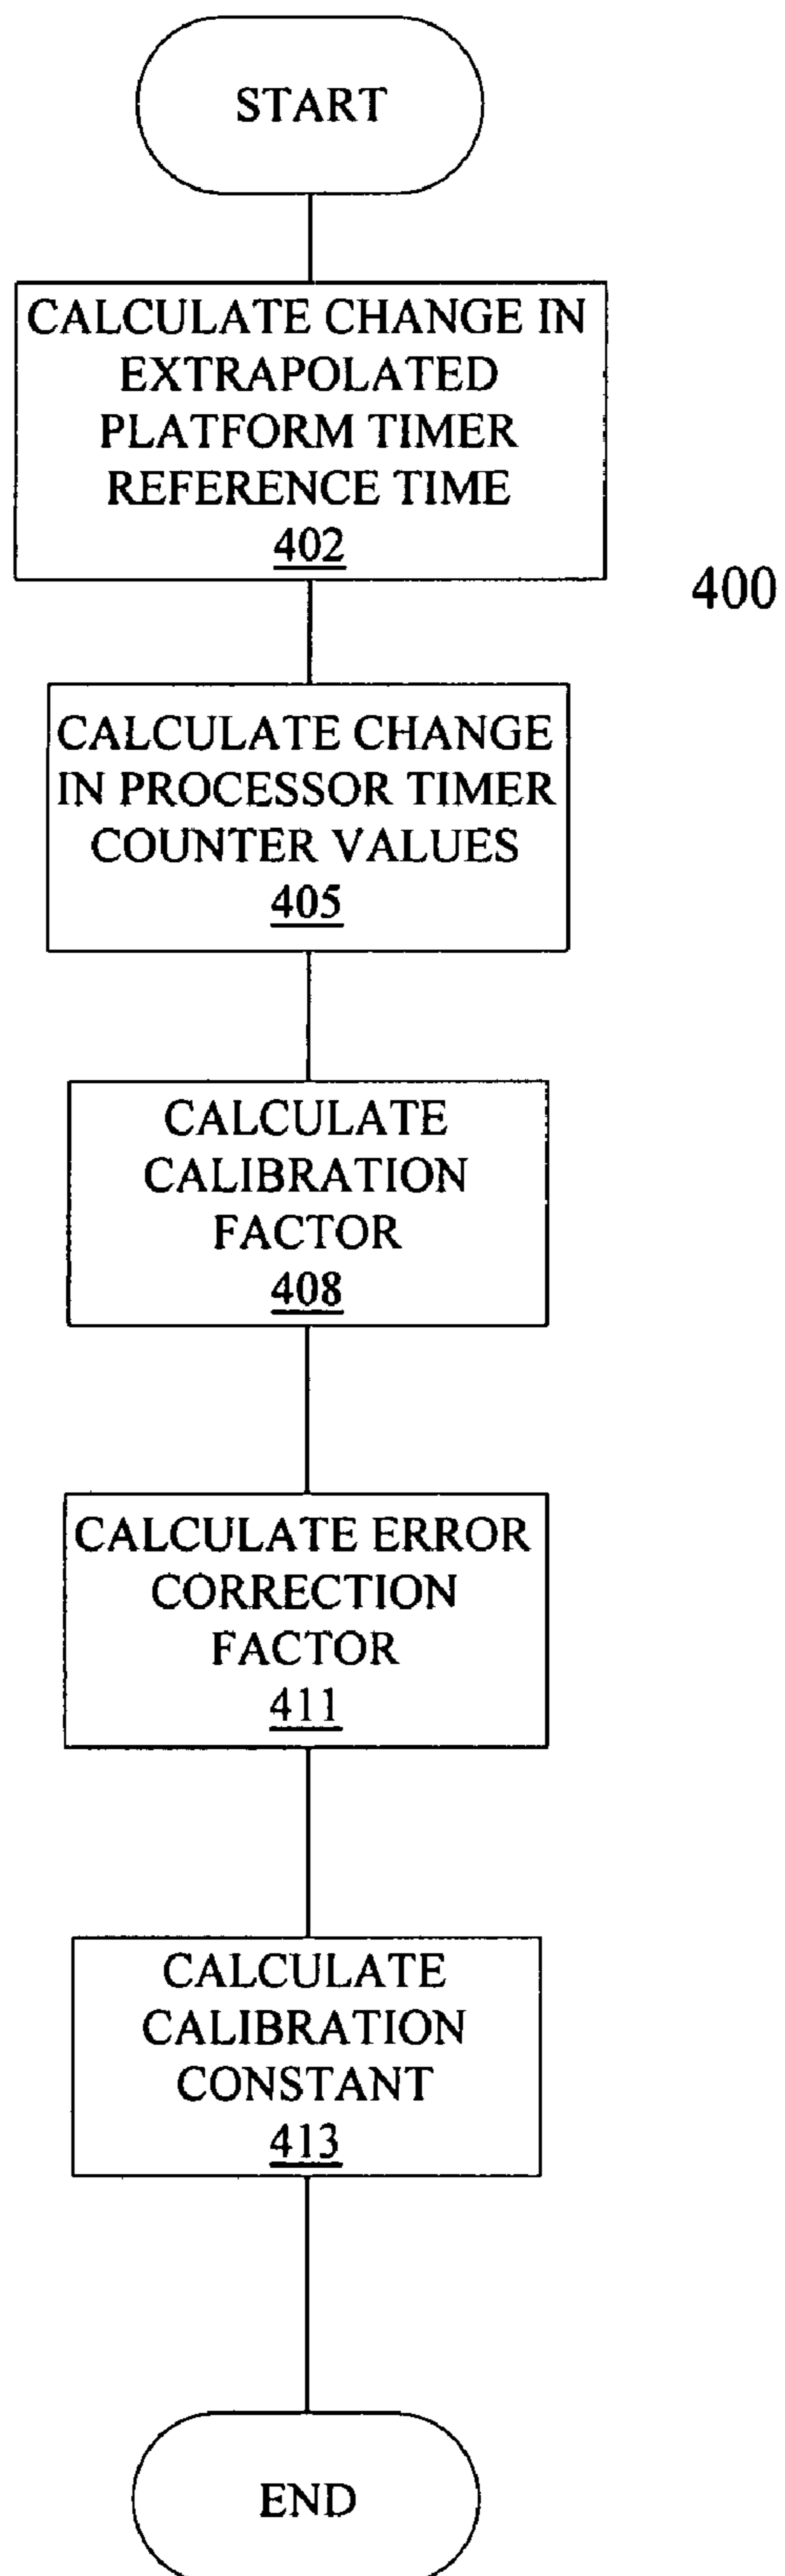 START
CALCULATE CHANGE IN
EXTRAPOLATED
PLATFORM TIMER
REFERENCE TIME
402
400
CALCULATE CHANGE
IN PROCESSOR TIMER
COUNTER VALUES
405
CALCULATE
CALIBRATION
FACTOR
408
CALCULATE ERROR
CORRECTION
FACTOR
411
CALCULATE
CALIBRATION
CONSTANT
413
END